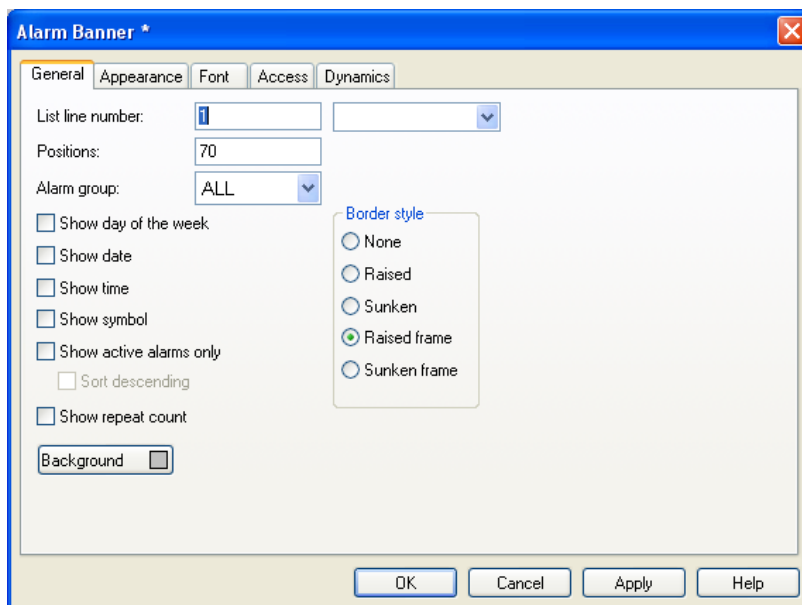 Alarm Banner *
General Appearance Font Access Dynamics
List line number: 1
Positions: 70
Alarm group: ALL
Show day of the week
Show date
Show time
Show symbol
Show active alarms only
Sort descending
Show repeat count
Background
Border style
None
Raised
Sunken
Raised frame
Sunken frame
OK Cancel Apply Help